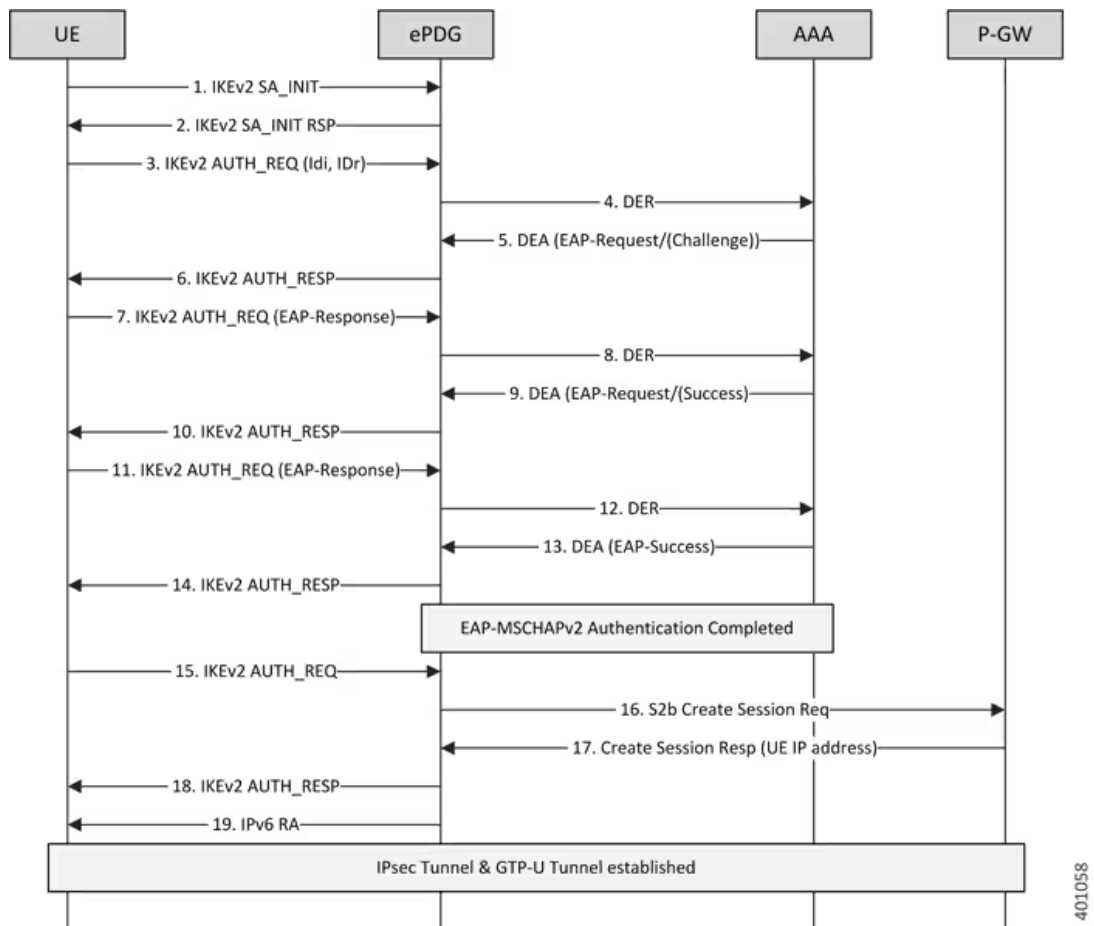 UE
ePDG
AAA
P-GW
1. IKEv2 SA_INIT
2. IKEv2 SA_INIT RSP
3. IKEv2 AUTH_REQ (Idi, IDr)
4. DER
5. DEA (EAP-Request/(Challenge))
6. IKEv2 AUTH_RESP
7. IKEv2 AUTH_REQ (EAP-Response)
8. DER
9. DEA (EAP-Request/(Success)
10. IKEv2 AUTH_RESP
11. IKEv2 AUTH_REQ (EAP-Response)
12. DER
13. DEA (EAP-Success)
14. IKEv2 AUTH_RESP
EAP-MSCHAPv2 Authentication Completed
15. IKEv2 AUTH_REQ
16. S2b Create Session Req
17. Create Session Resp (UE IP address)
18. IKEv2 AUTH_RESP
19. IPv6 RA
IPsec Tunnel & GTP-U Tunnel established
401058